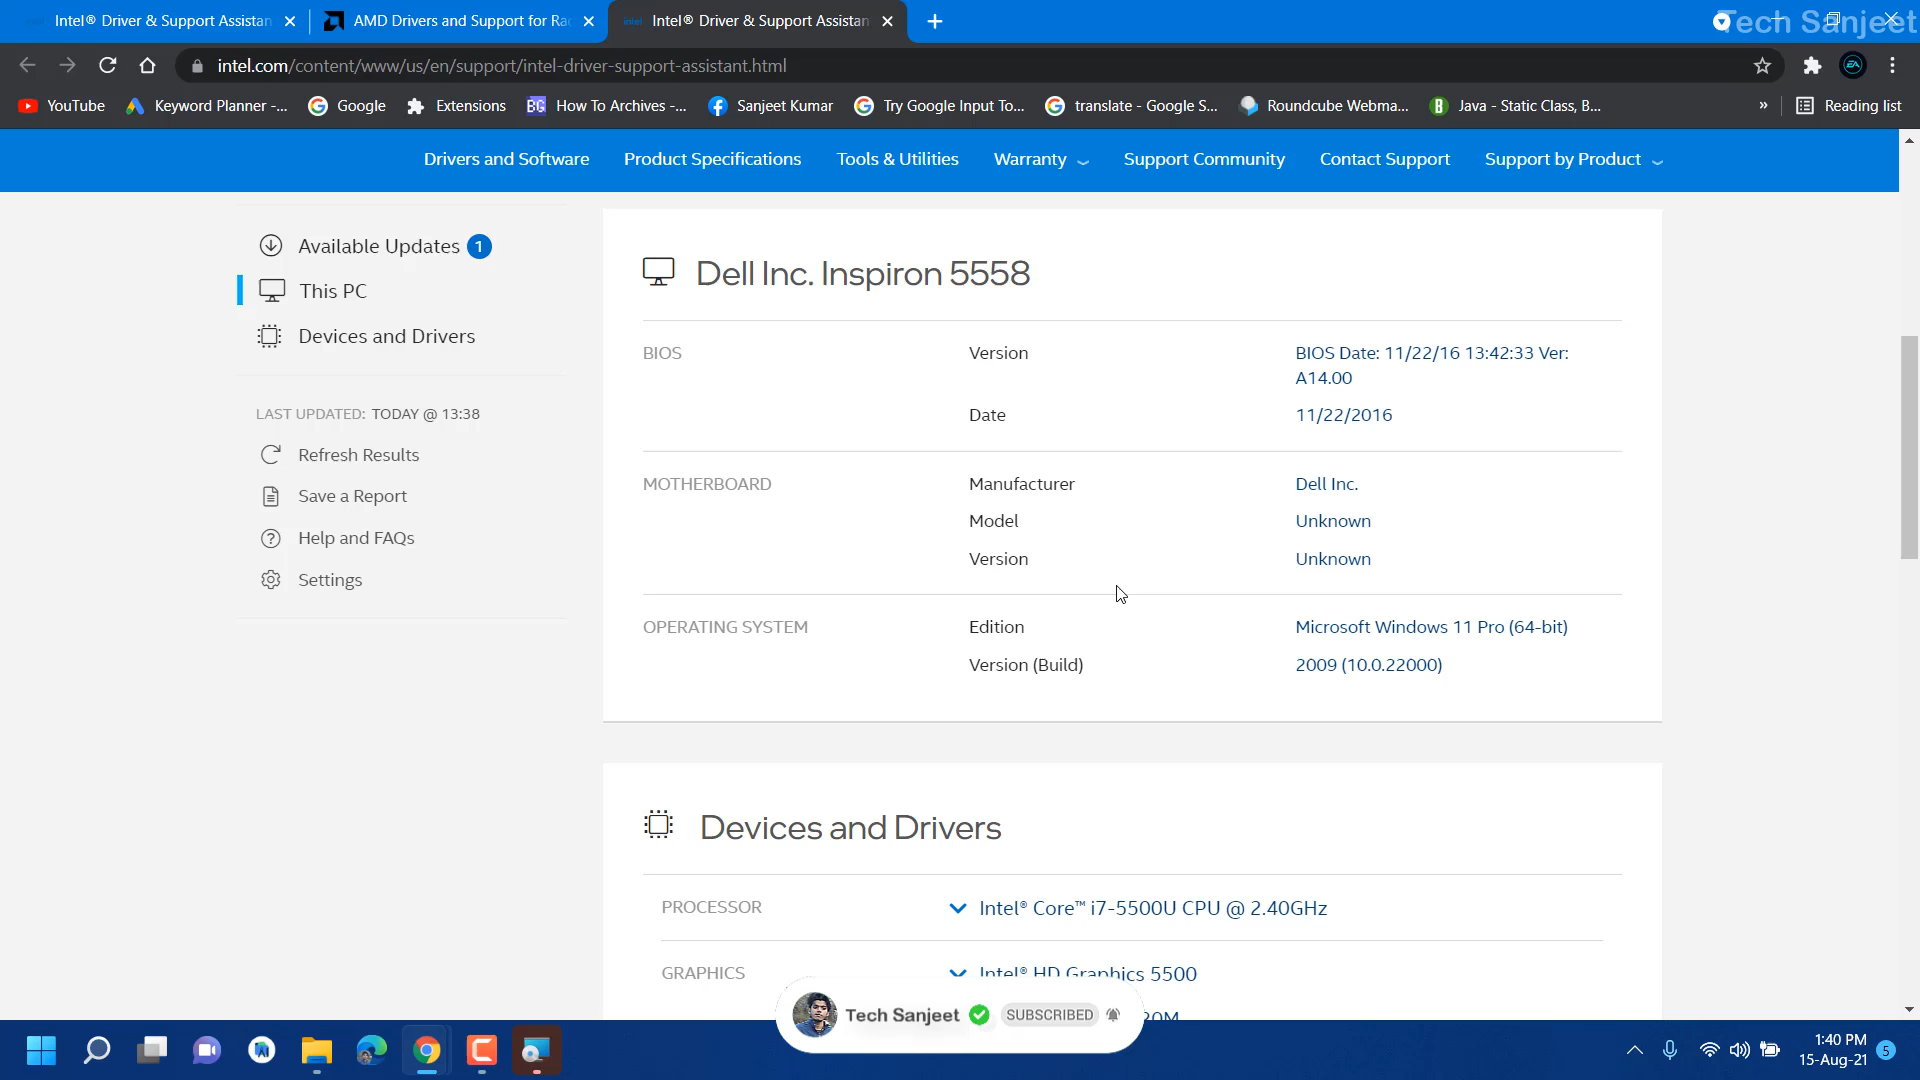 Intel® Driver & Support Assistan
AMD Drivers and Support for Ra
intel Intel® Driver & Support Assistan
Tech Sanjeet
intel.com/content/www/us/en/support/intel-driver-support-assistant.html
YouTube
Keyword Planner -...
Google
Extensions
How To Archives -...
Sanjeet Kumar
Try Google Input To...
translate - Google S...
Roundcube Webma...
Java - Static Class, B...
»
Reading list
Drivers and Software
Product Specifications
Tools & Utilities
Warranty
Support Community
Contact Support
Support by Product
Available Updates 1
This PC
Devices and Drivers
LAST UPDATED: TODAY @ 13:38
Refresh Results
Save a Report
Help and FAQs
Settings
Dell Inc. Inspiron 5558
BIOS
Version
BIOS Date: 11/22/16 13:42:33 Ver:
A14.00
Date
11/22/2016
MOTHERBOARD
Manufacturer
Dell Inc.
Model
Unknown
Version
Unknown
OPERATING SYSTEM
Edition
Microsoft Windows 11 Pro (64-bit)
Version (Build)
2009 (10.0.22000)
Devices and Drivers
PROCESSOR
Intel® Core™ i7-5500U CPU @ 2.40GHz
GRAPHICS
Intel® HD Graphics 5500
Tech Sanjeet
SUBSCRIBED
1:40 PM
15-Aug-21
5